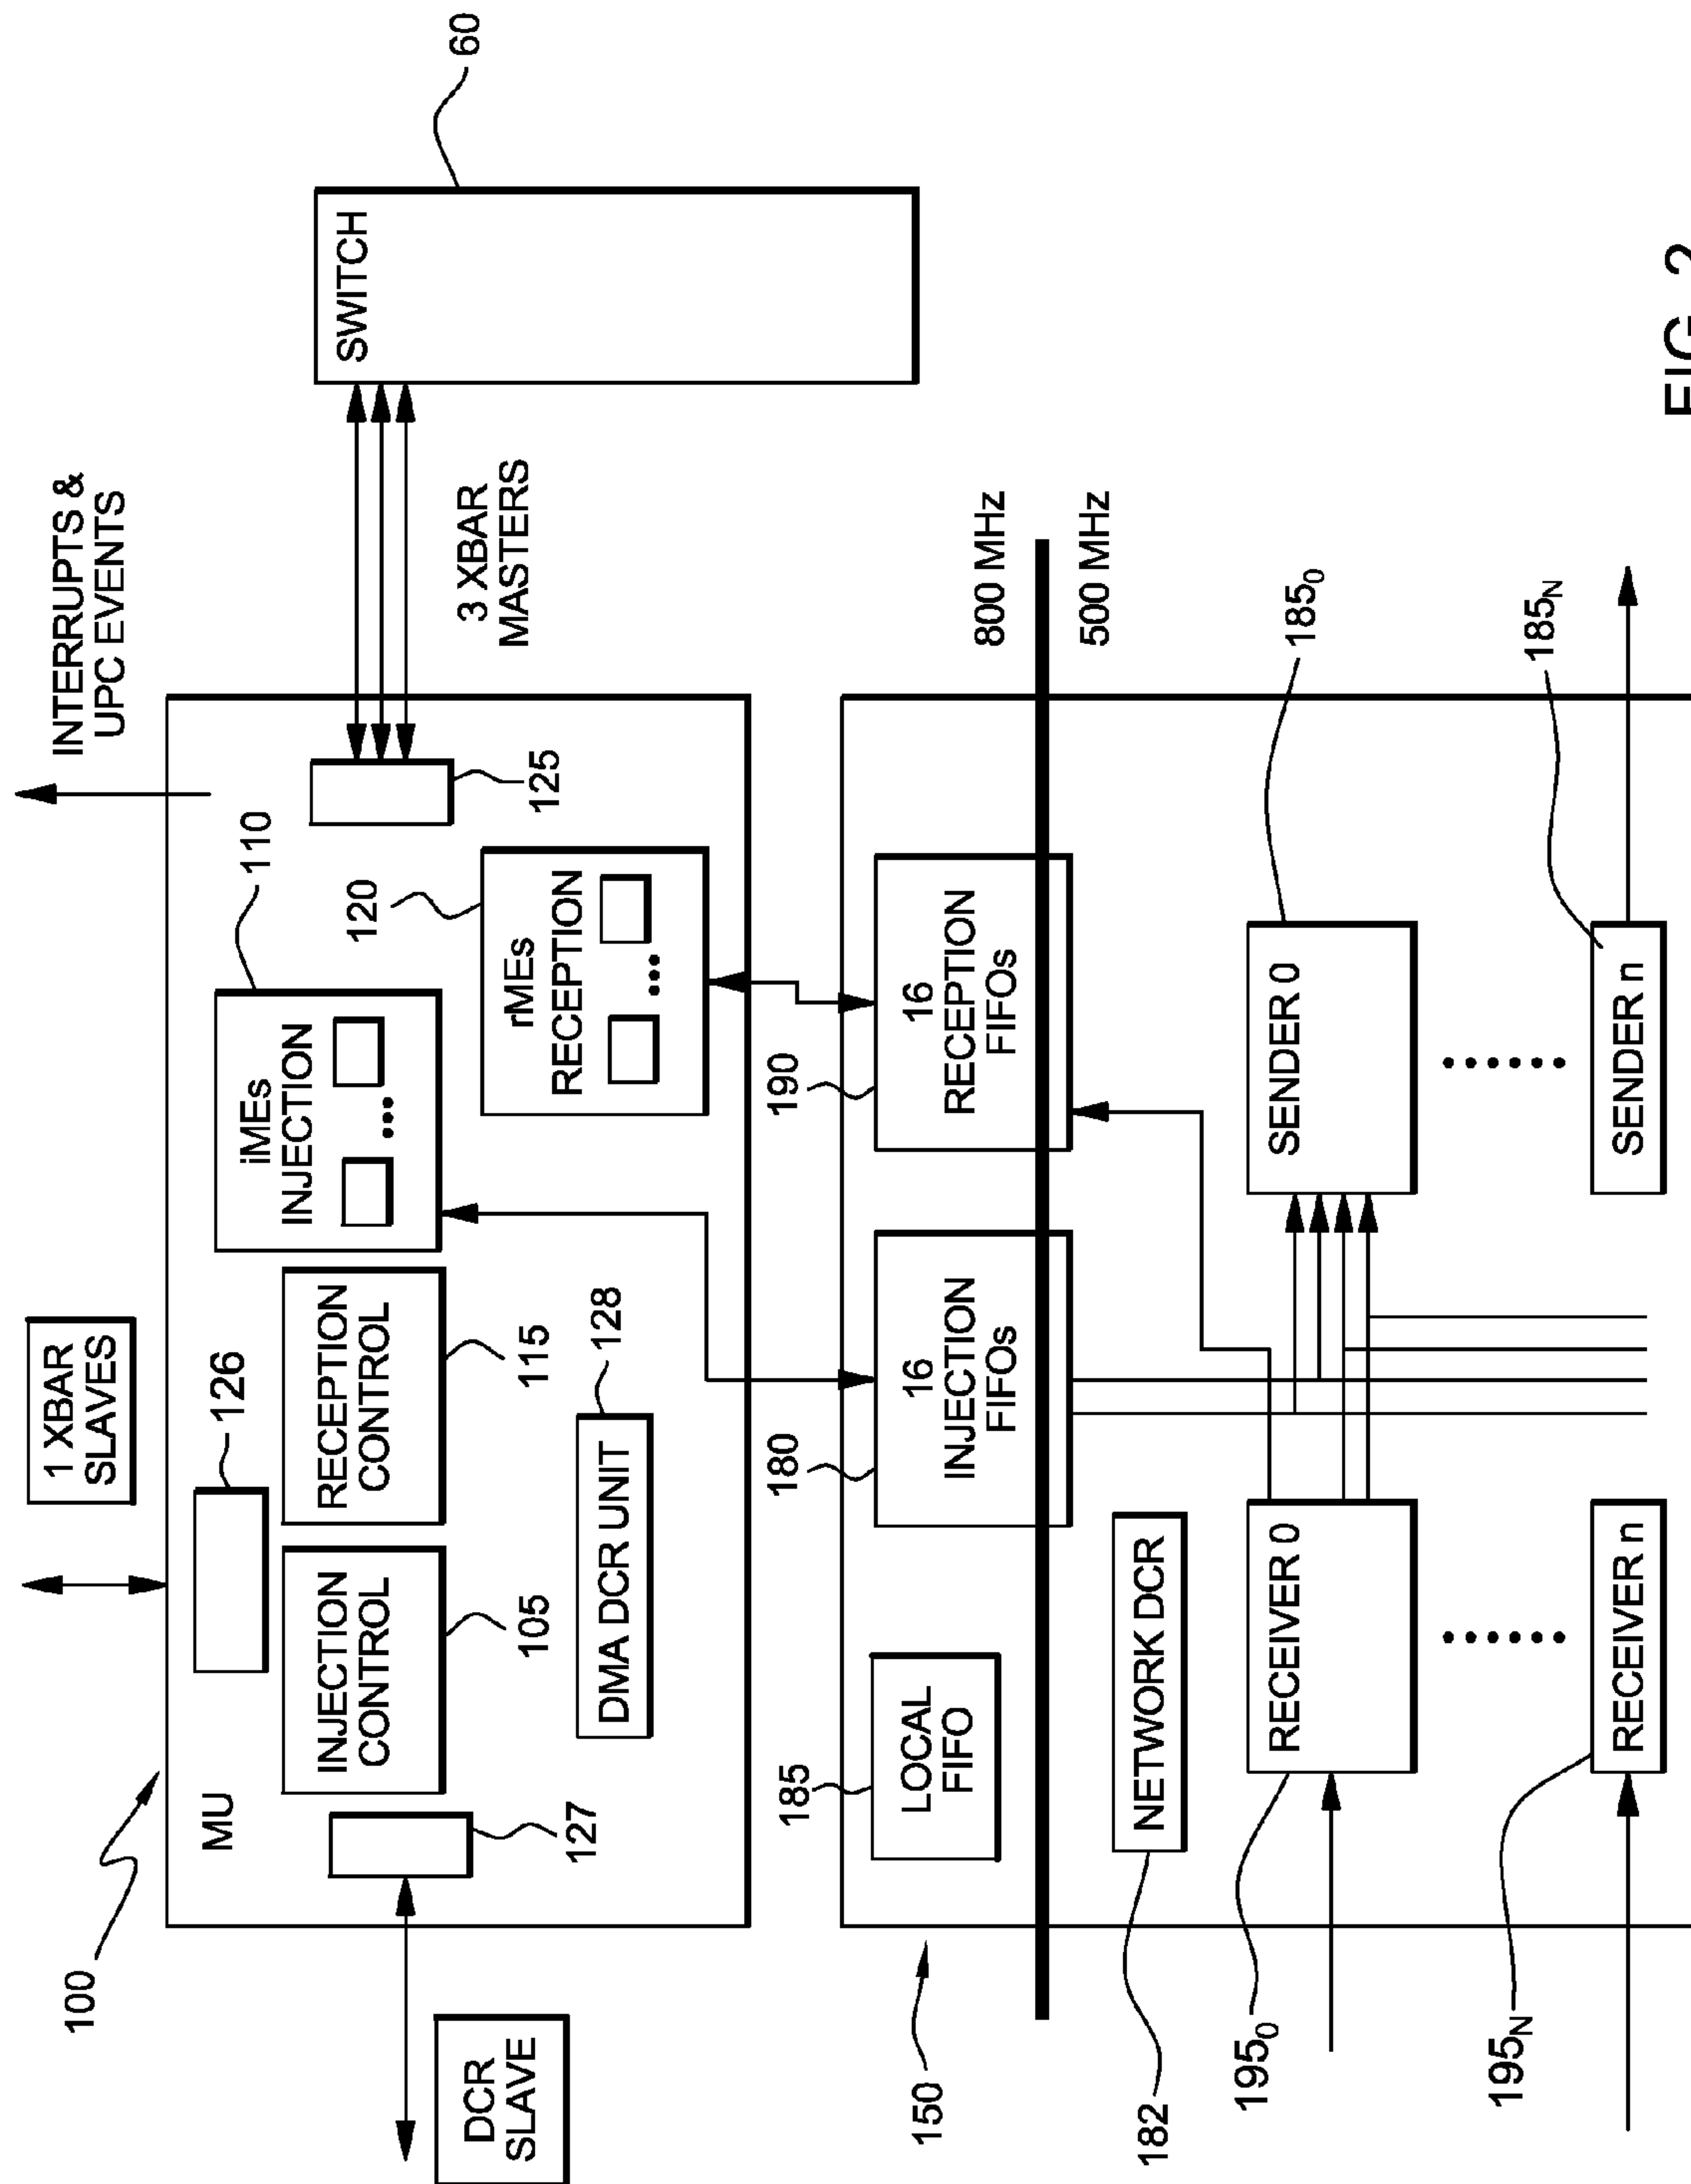 INTERRUPTS &
UPC EVENTS
1 XBAR
SLAVES
100
MU
126
110
60
SWITCH
iMEs
INJECTION
...
INJECTION
CONTROL
RECEPTION
CONTROL
120
125
rMEs
RECEPTION
...
3 XBAR
MASTERS
127
105
115
DMA DCR UNIT
128
DCR
SLAVE
150
185
LOCAL
FIFO
180
16
INJECTION
FIFOs
190
16
RECEPTION
FIFOs
800 MHz
500 MHz
182
NETWORK DCR
195₀
RECEIVER 0
SENDER 0
185₀
......
......
195N
RECEIVER n
SENDER n
185N